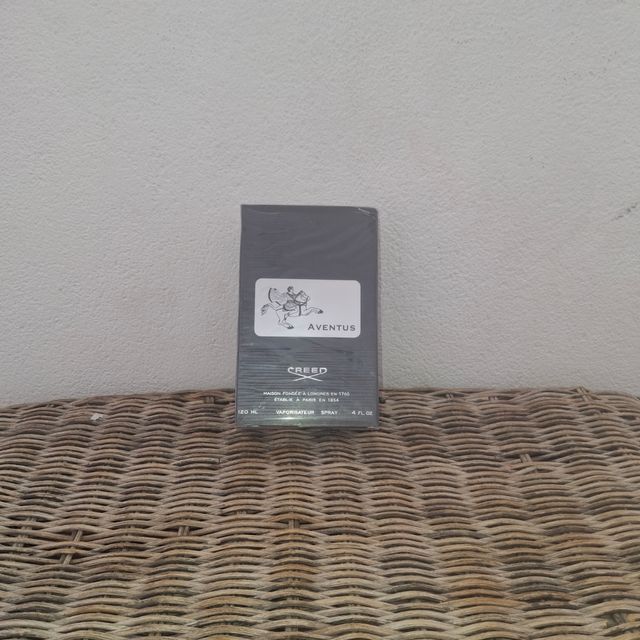 AVENTUS
CREED
MAISON FONDÉE A LONDRES EN 1760
ÉTABLIE A PARIS EN 1854
120 ML VAPORISATEUR SPRAY 4 FL.OZ